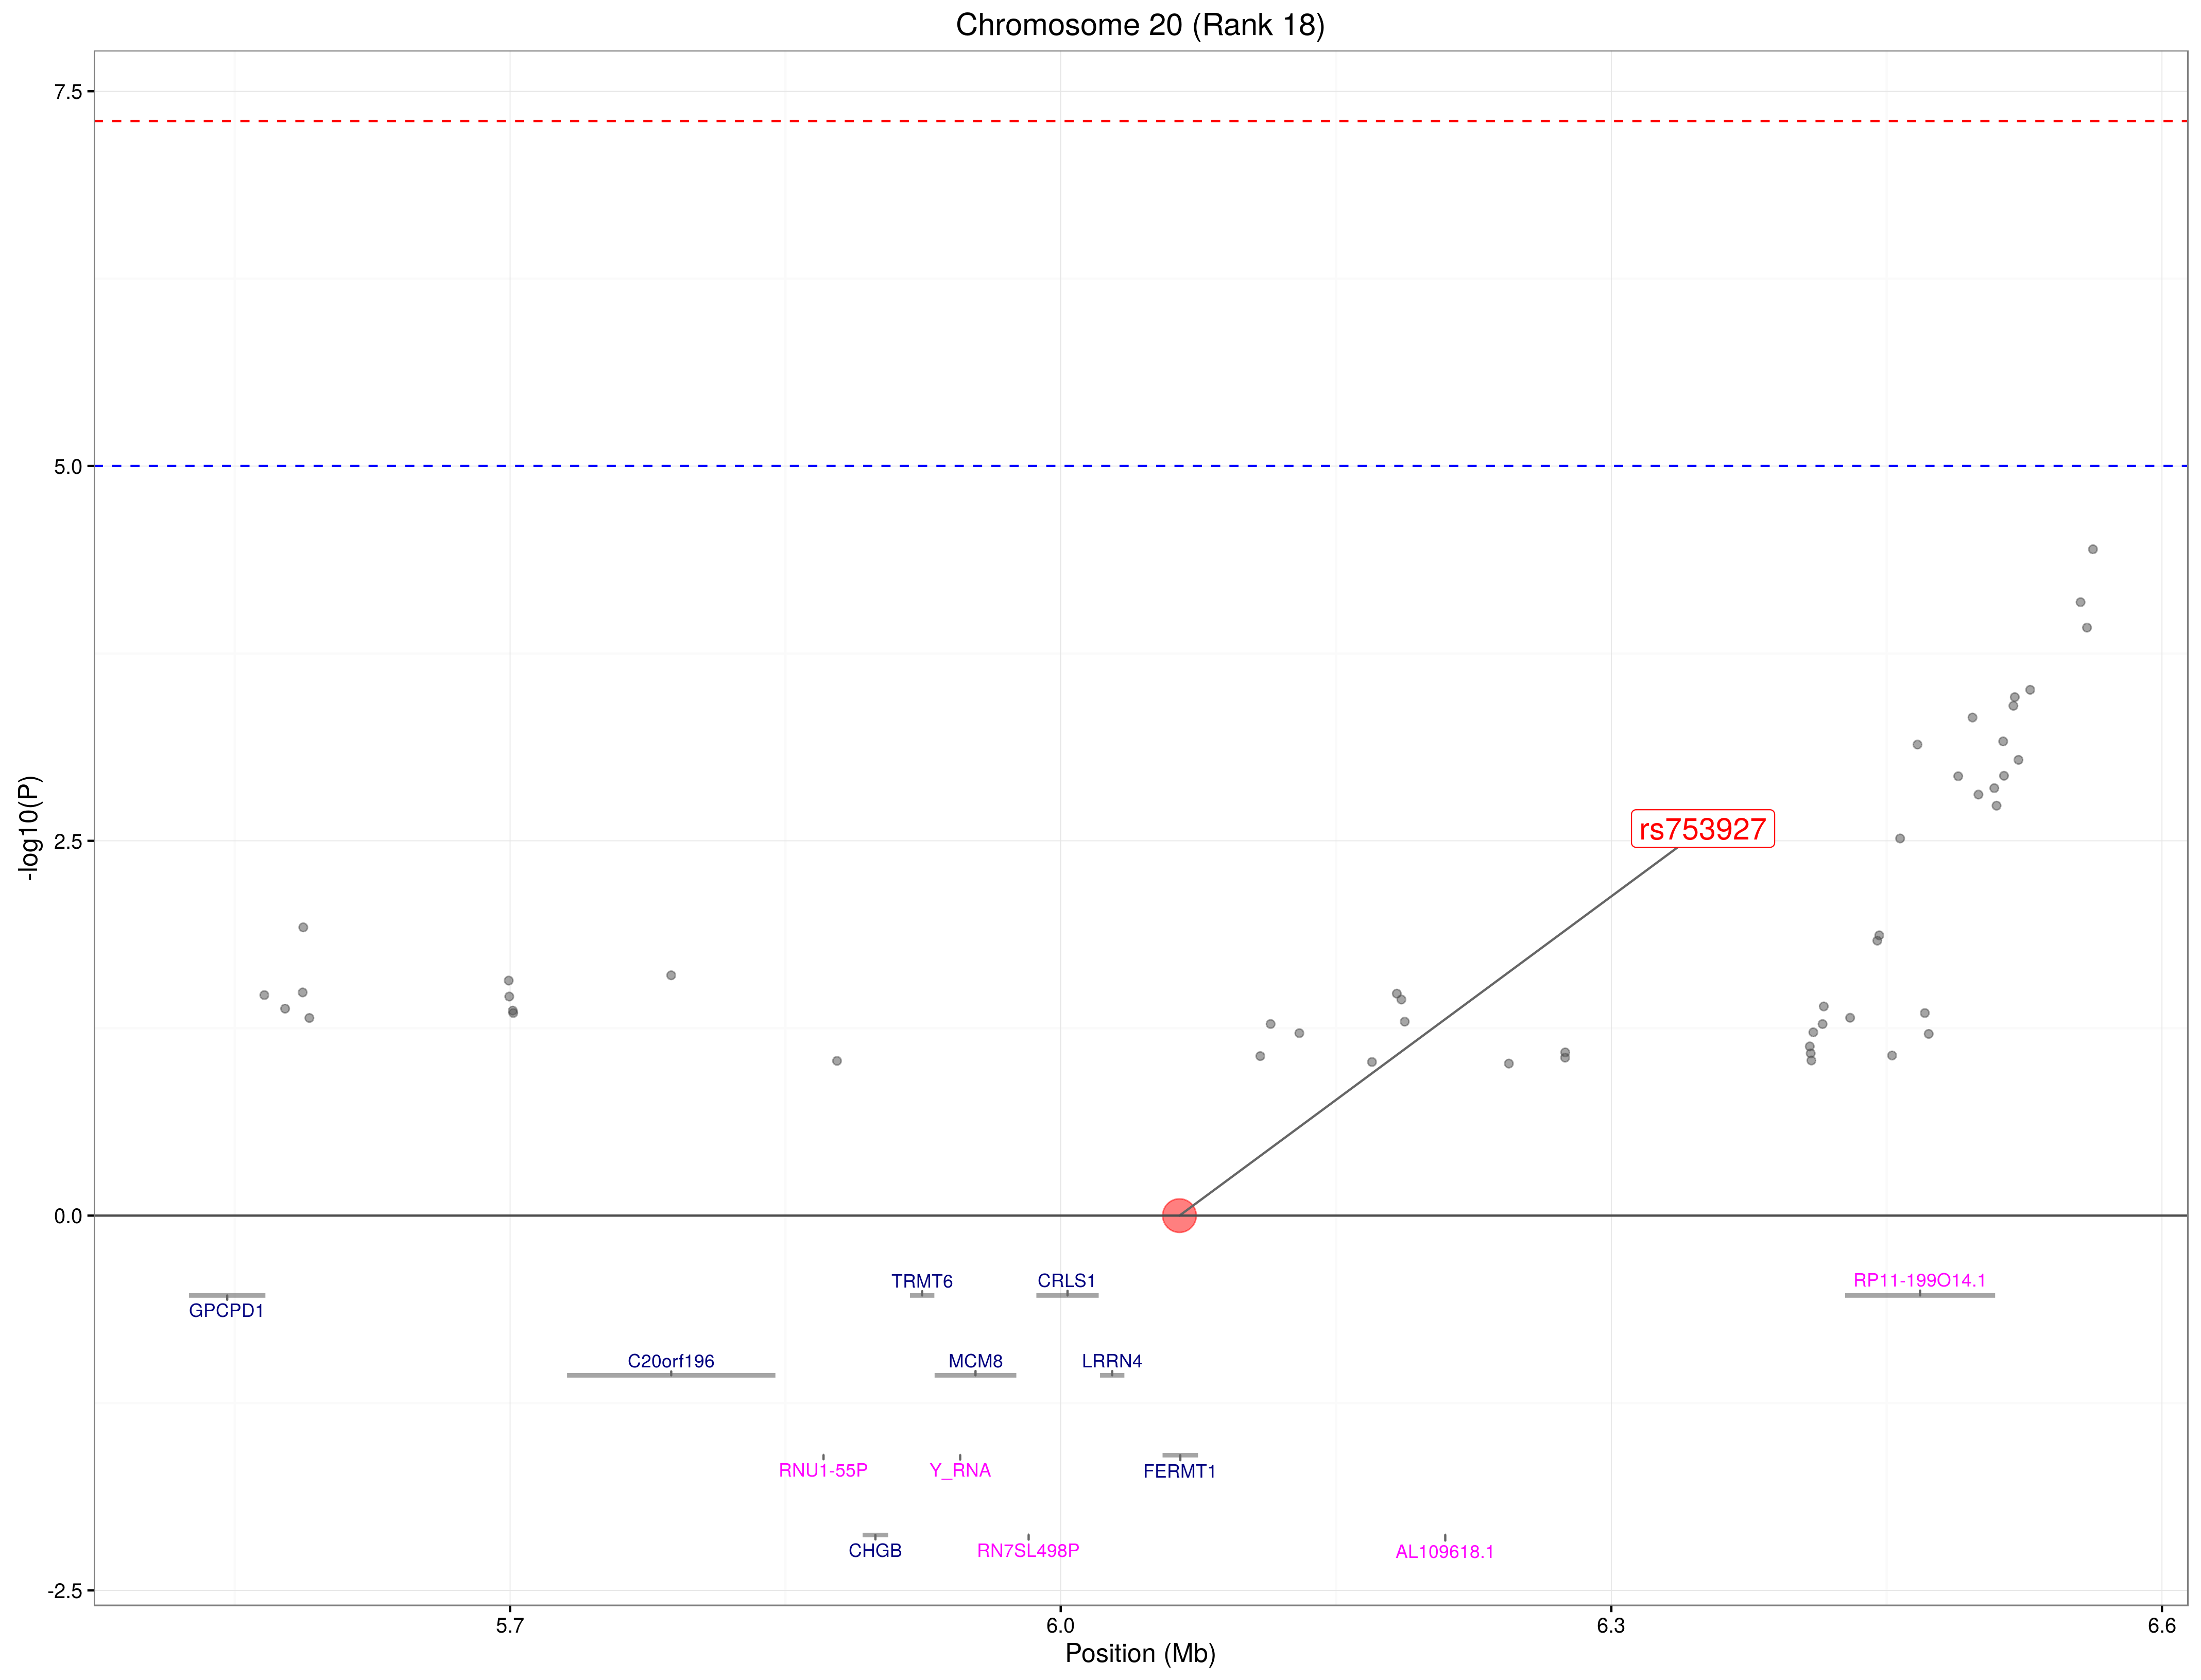 Chromosome 20 (Rank 18)
7.5
5.0
2.5
0.0
-2.5
-log10(P)
rs753927
TRMT6
CRLS1
RP11-199O14.1
GPCPD1
C20orf196
MCM8
LRRN4
RNU1-55P
Y_RNA
FERMT1
CHGB
RN7SL498P
AL109618.1
5.7
6.0
6.3
6.6
Position (Mb)